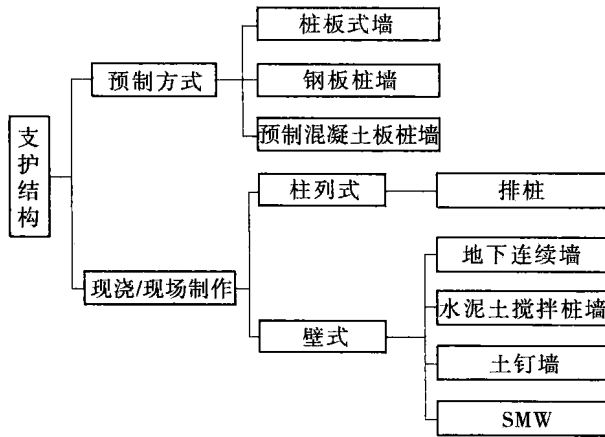 支护结构
预制方式
桩板式墙
钢板桩墙
预制混凝土板桩墙
现浇/现场制作
柱列式
排桩
壁式
地下连续墙
水泥土搅拌桩墙
土钉墙
SMW